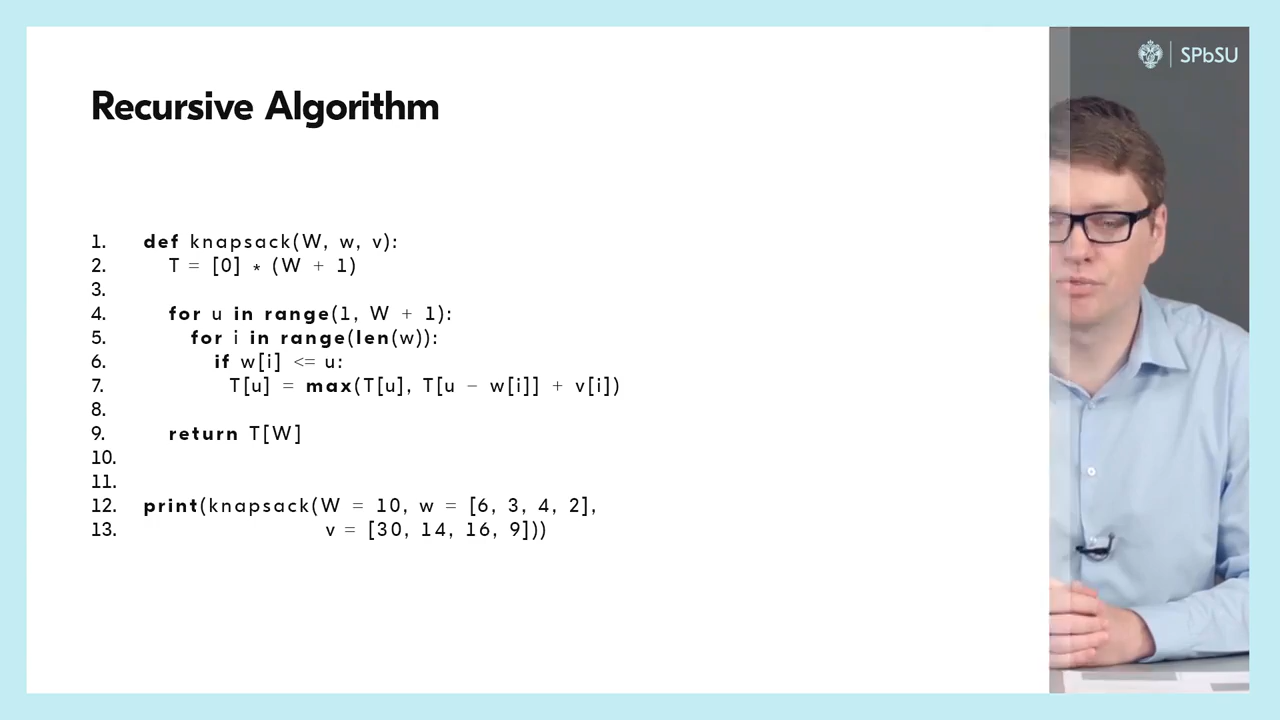 SPbSU
Recursive Algorithm
1. def knapsack(W, w, v):
2. T = [0] * (W + 1)
3.
4. for u in range(1, W + 1):
5. for i in range(len(w)):
6. if w[i] <= u:
7. T[u] = max(T[u], T[u - w[i]] + v[i])
8.
9. return T[W]
10.
11.
12. print(knapsack(W = 10, w = [6, 3, 4, 2],
13. v = [30, 14, 16, 9]))